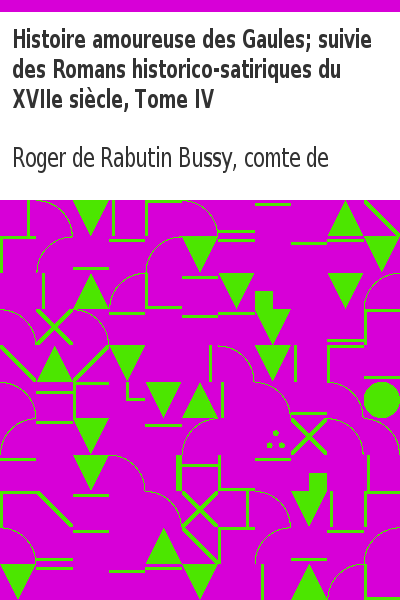 Histoire amoureuse des Gaules; suivie
des Romans historico-satiriques du
XVIIe siècle, Tome IV
Roger de Rabutin Bussy, comte de